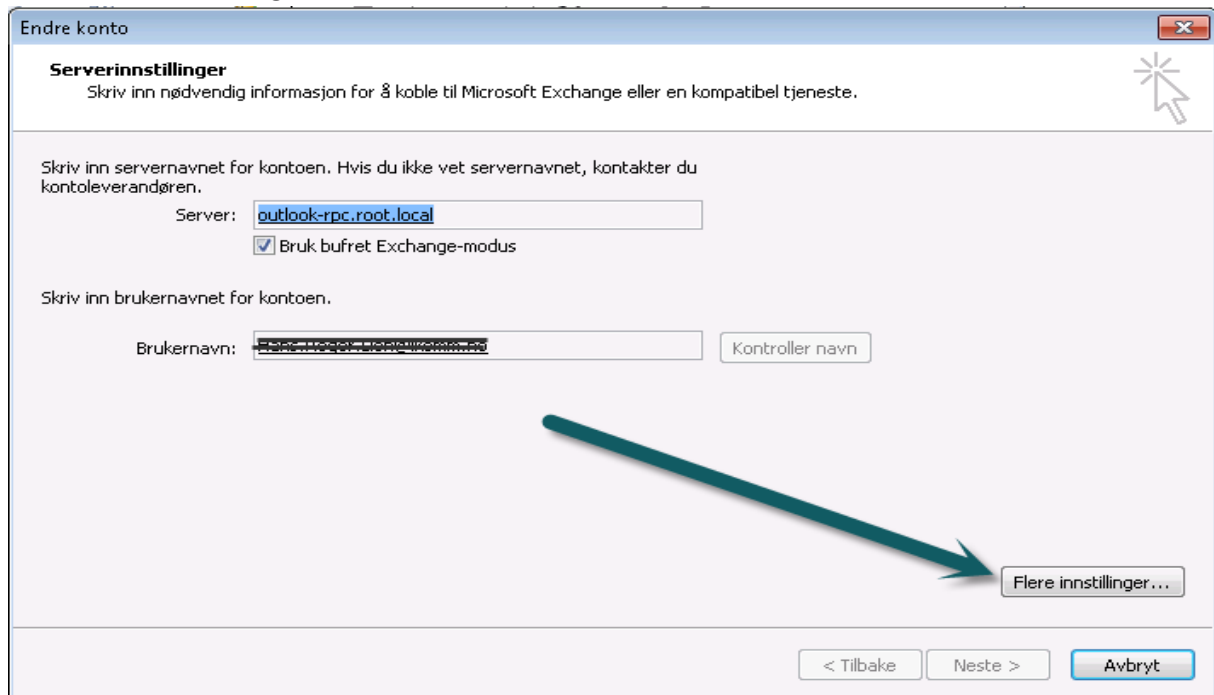 Endre konto
Serverinnstillinger
Skriv inn nødvendig informasjon for å koble til Microsoft Exchange eller en kompatibel tjeneste.
Skriv inn servernavnet for kontoen. Hvis du ikke vet servernavnet, kontakter du
kontoleverandøren.
Server: outlook-rpc.root.local
Bruk bufret Exchange-modus
Skriv inn brukernavnet for kontoen.
Brukernavn:
Kontroller navn
Flere innstillinger...
< Tilbake
Neste >
Avbryt